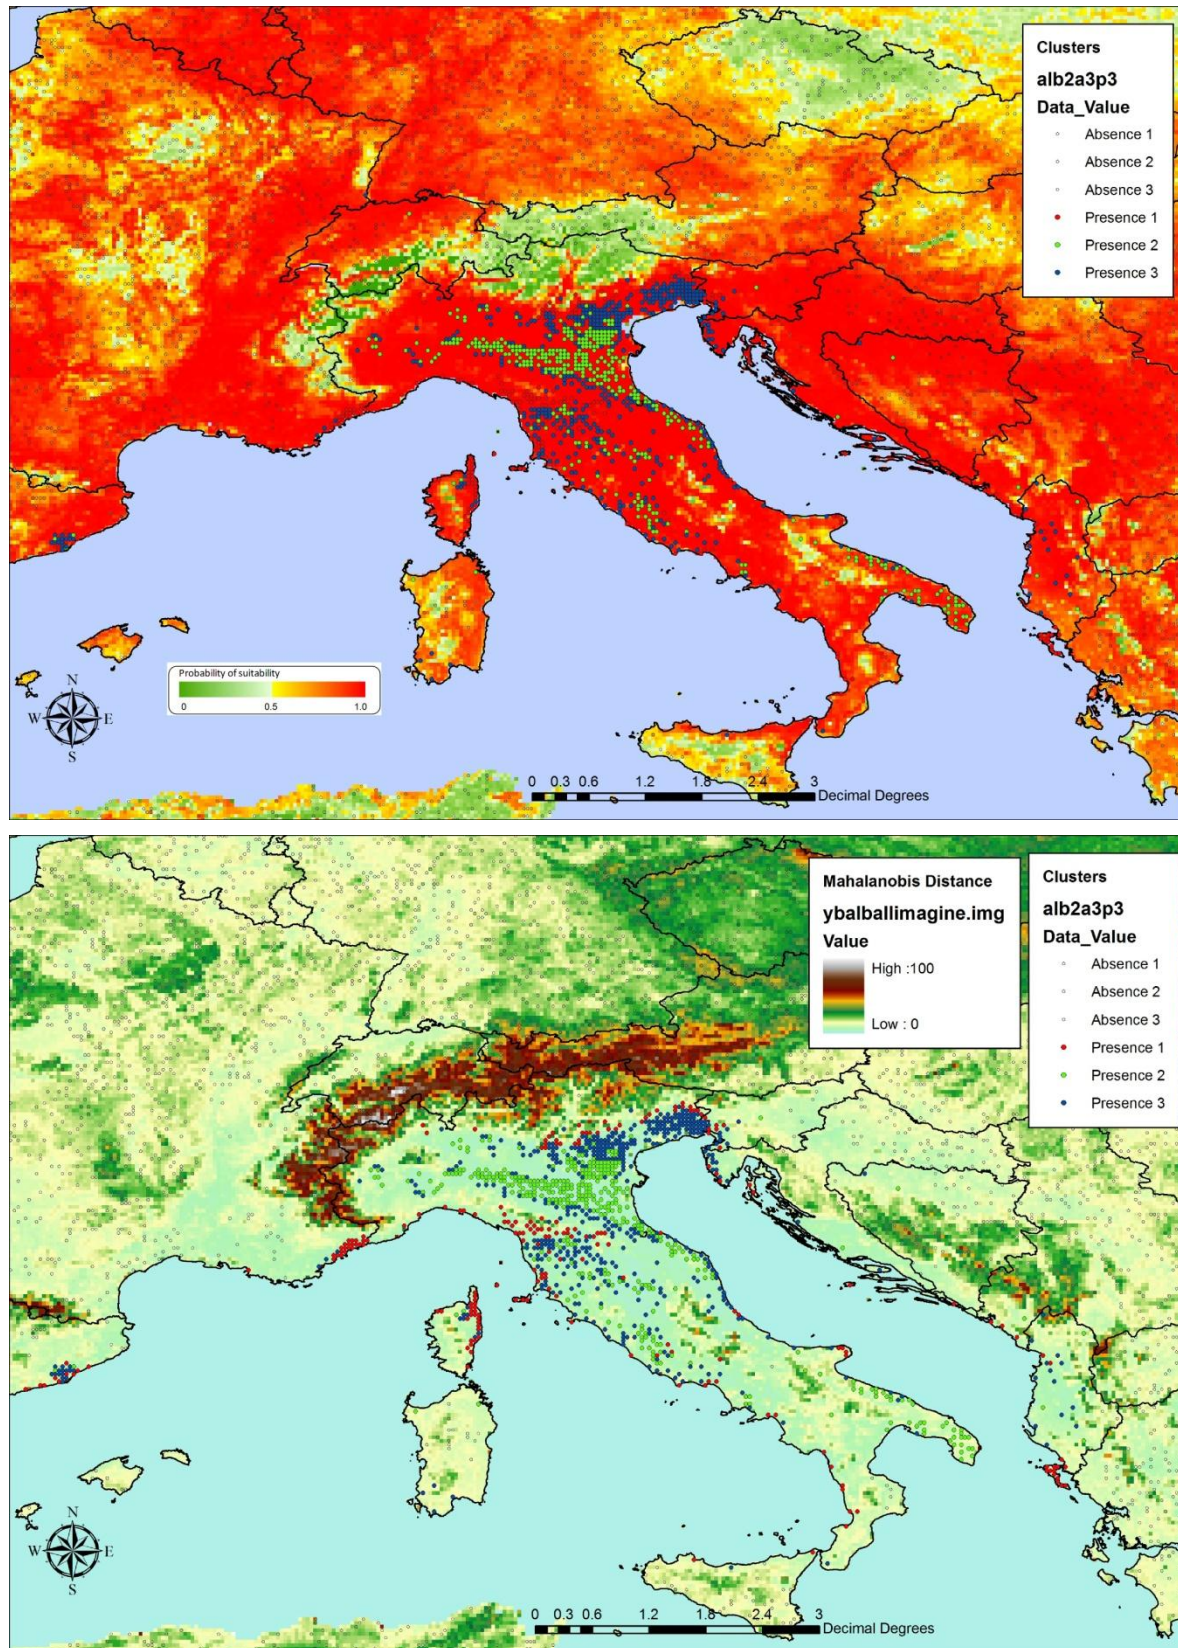 Clusters
alb2a3p3
Data_Value
Absence 1
Absence 2
Absence 3
Presence 1
Presence 2
Presence 3
Probability of suitability
0 0.5 1.0
N
W E
S
0 0.3 0.6 1.2 1.8 2.4 3
Decimal Degrees
Mahalanobis Distance
ybalballimagine.img
Value
High :100
Low : 0
Clusters
alb2a3p3
Data_Value
Absence 1
Absence 2
Absence 3
Presence 1
Presence 2
Presence 3
N
W E
S
0 0.3 0.6 1.2 1.8 2.4 3
Decimal Degrees